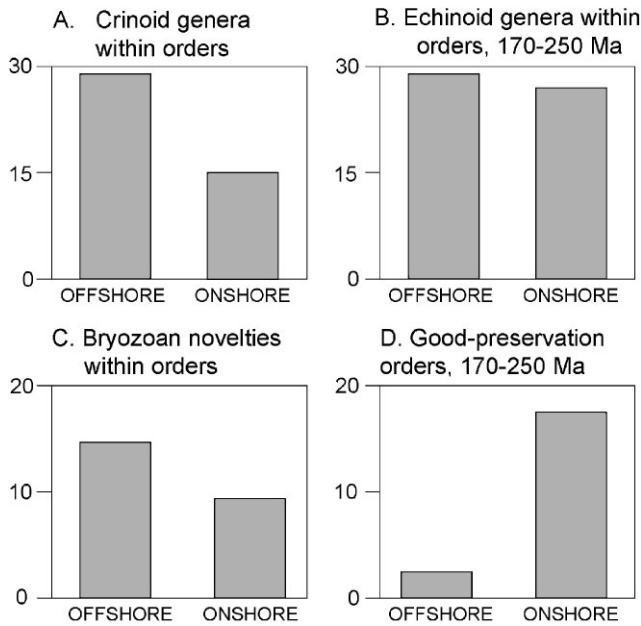 A. Crinoid genera
within orders
30
15
0
OFFSHORE ONSHORE
B. Echinoid genera within
orders, 170-250 Ma
30
15
0
OFFSHORE ONSHORE
C. Bryozoan novelties
within orders
20
10
0
OFFSHORE ONSHORE
D. Good-preservation
orders, 170-250 Ma
20
10
0
OFFSHORE ONSHORE